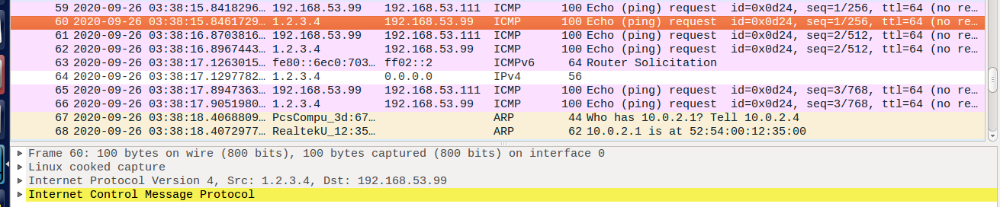 59 2020-09-26 03:38:15.8418296… 192.168.53.99 192.168.53.111 ICMP 100 Echo (ping) request id=0x0d24, seq=1/256, ttl=64 (no re…
60 2020-09-26 03:38:15.8461729… 1.2.3.4 192.168.53.99 ICMP 100 Echo (ping) request id=0x0d24, seq=1/256, ttl=64 (no re…
61 2020-09-26 03:38:16.8703816… 192.168.53.99 192.168.53.111 ICMP 100 Echo (ping) request id=0x0d24, seq=2/512, ttl=64 (no re…
62 2020-09-26 03:38:16.8967443… 1.2.3.4 192.168.53.99 ICMP 100 Echo (ping) request id=0x0d24, seq=2/512, ttl=64 (no re…
63 2020-09-26 03:38:17.1263015… fe80::6ec0:703… ff02::2 ICMPv6 64 Router Solicitation
64 2020-09-26 03:38:17.1297782… 1.2.3.4 0.0.0.0 IPv4 56
65 2020-09-26 03:38:17.8947363… 192.168.53.99 192.168.53.111 ICMP 100 Echo (ping) request id=0x0d24, seq=3/768, ttl=64 (no re…
66 2020-09-26 03:38:17.9051980… 1.2.3.4 192.168.53.99 ICMP 100 Echo (ping) request id=0x0d24, seq=3/768, ttl=64 (no re…
67 2020-09-26 03:38:18.4068809… PcsCompu_3d:67… ARP 44 Who has 10.0.2.1? Tell 10.0.2.4
68 2020-09-26 03:38:18.4072977… RealtekU_12:35… ARP 62 10.0.2.1 is at 52:54:00:12:35:00
Frame 60: 100 bytes on wire (800 bits), 100 bytes captured (800 bits) on interface 0
Linux cooked capture
Internet Protocol Version 4, Src: 1.2.3.4, Dst: 192.168.53.99
Internet Control Message Protocol